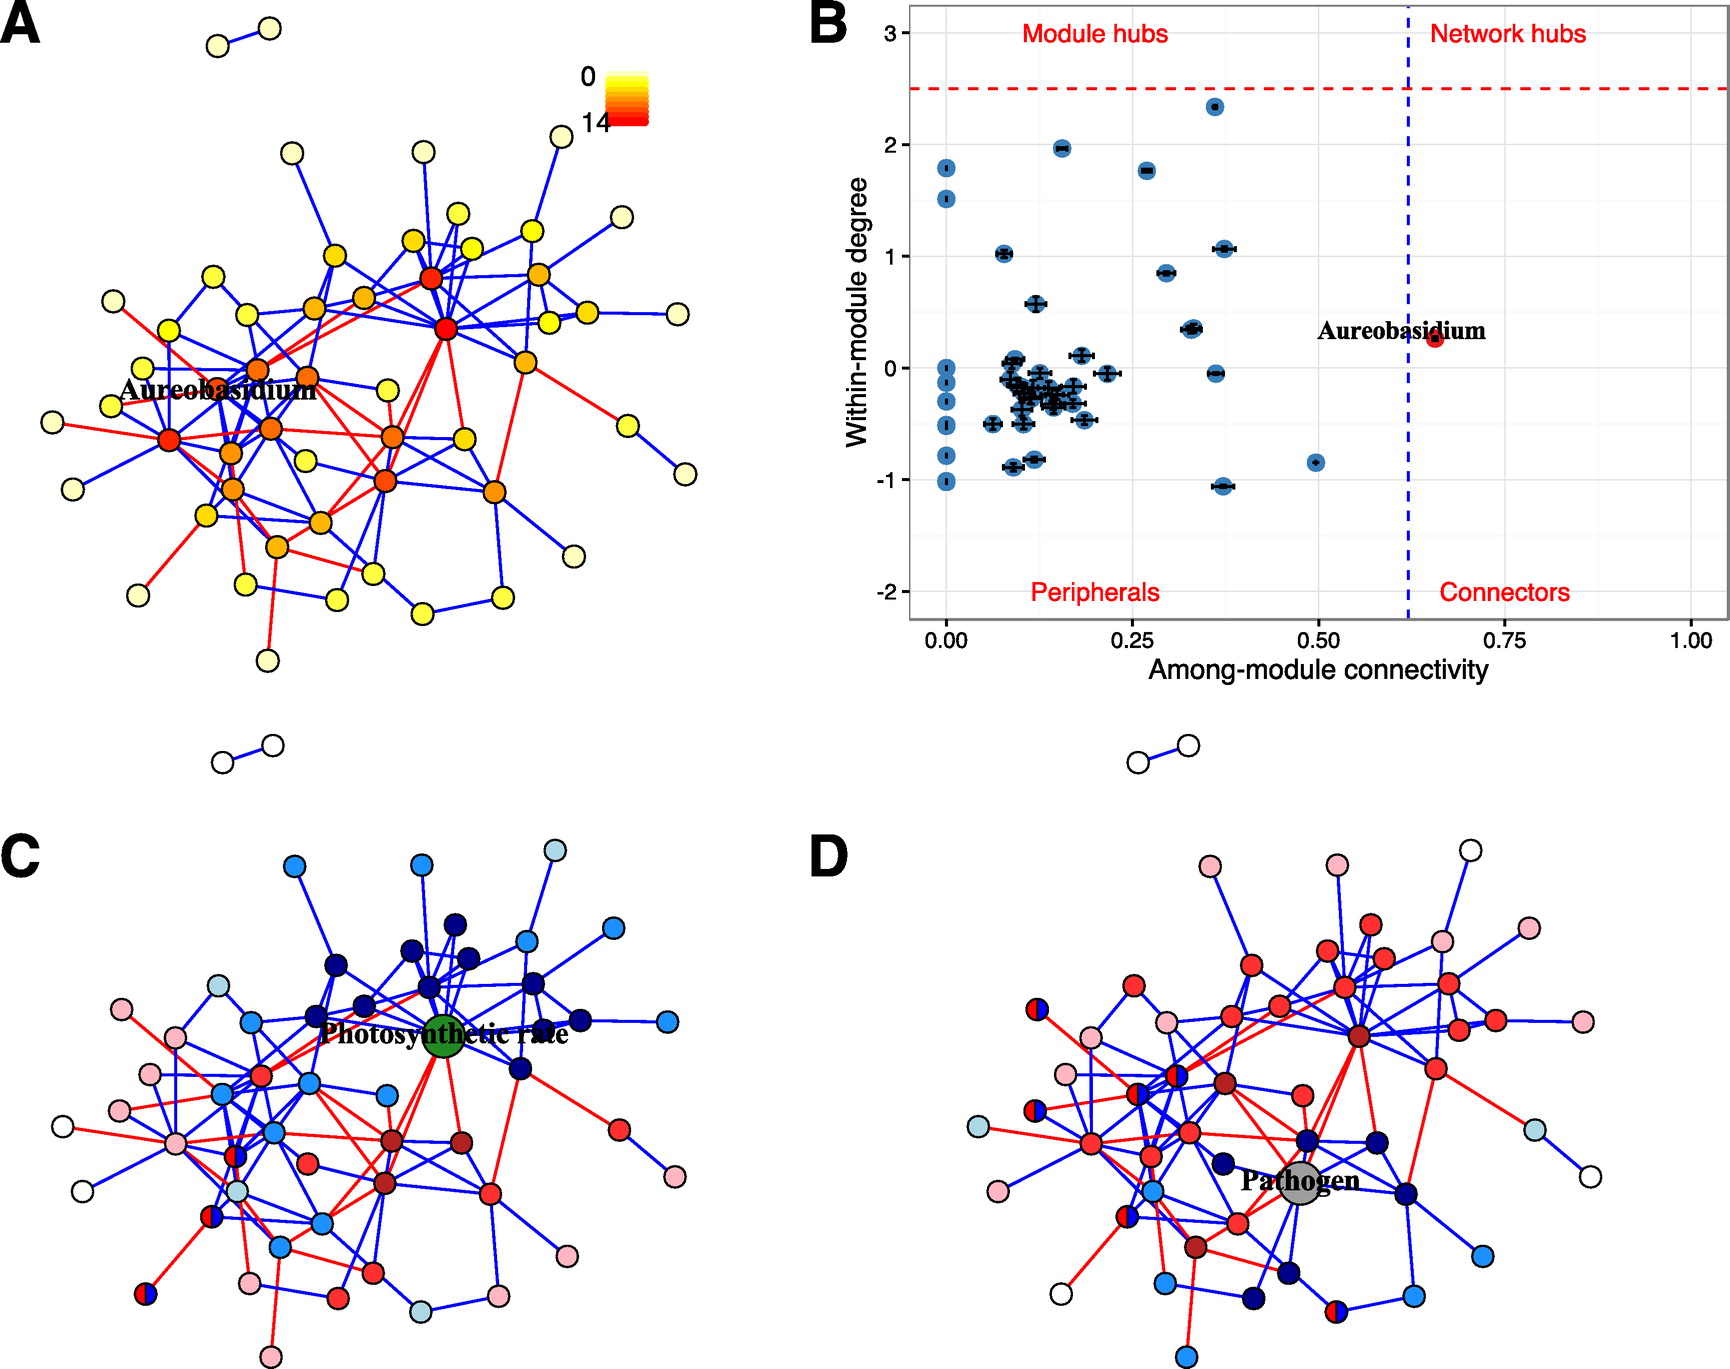 A
0
14
Aureobasidium
B
Module hubs
Network hubs
3
2
1
0
-1
-2
Within-module degree
Aureobasidium
Peripherals
Connectors
0.00 0.25 0.50 0.75 1.00
Among-module connectivity
C
Photosynthetic rate
D
Pathogen